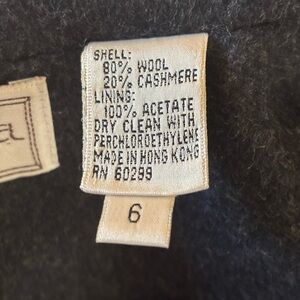 SHELL:
80% WOOL
20% CASHMERE
LINING:
100% ACETATE
DRY CLEAN WITH
PERCHLOROETHYLENE
MADE IN HONG KONG
RN 60299
6
a